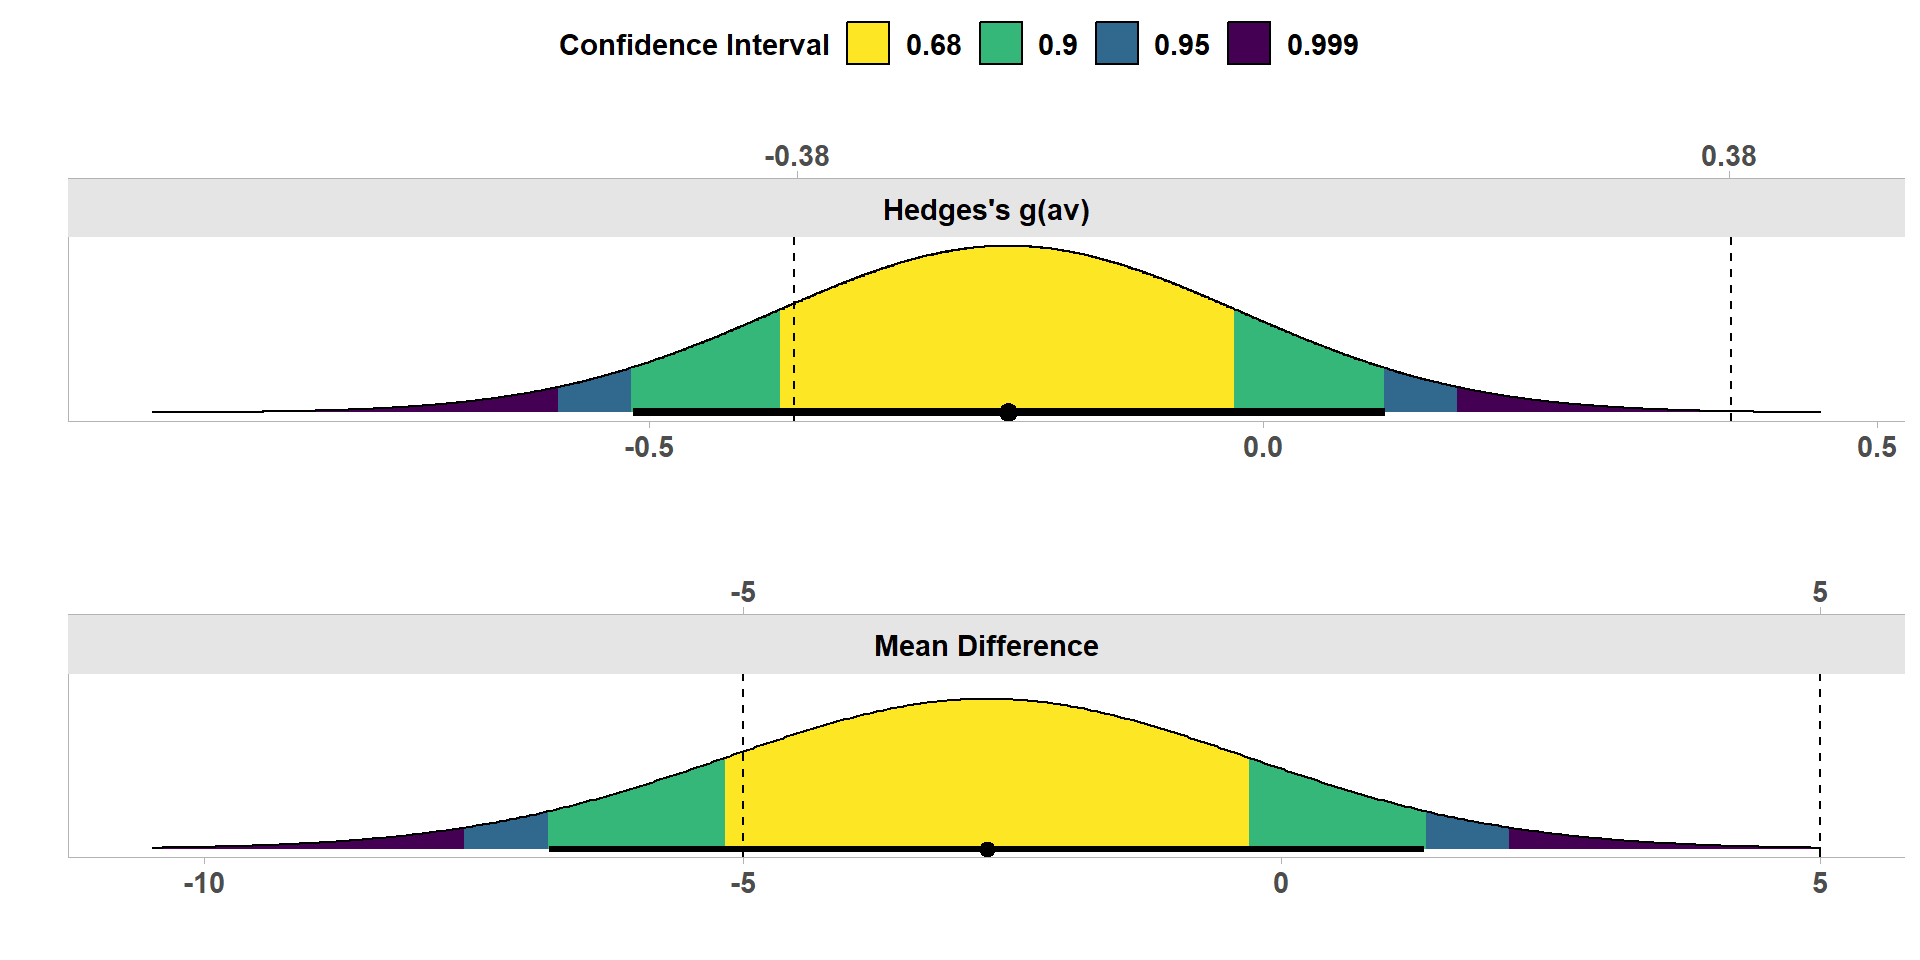 Confidence Interval 0.68 0.9 0.95 0.999
-0.38 0.38
Hedges's g(av)
-0.5 0.0 0.5
-5 5
Mean Difference
-10 -5 0 5